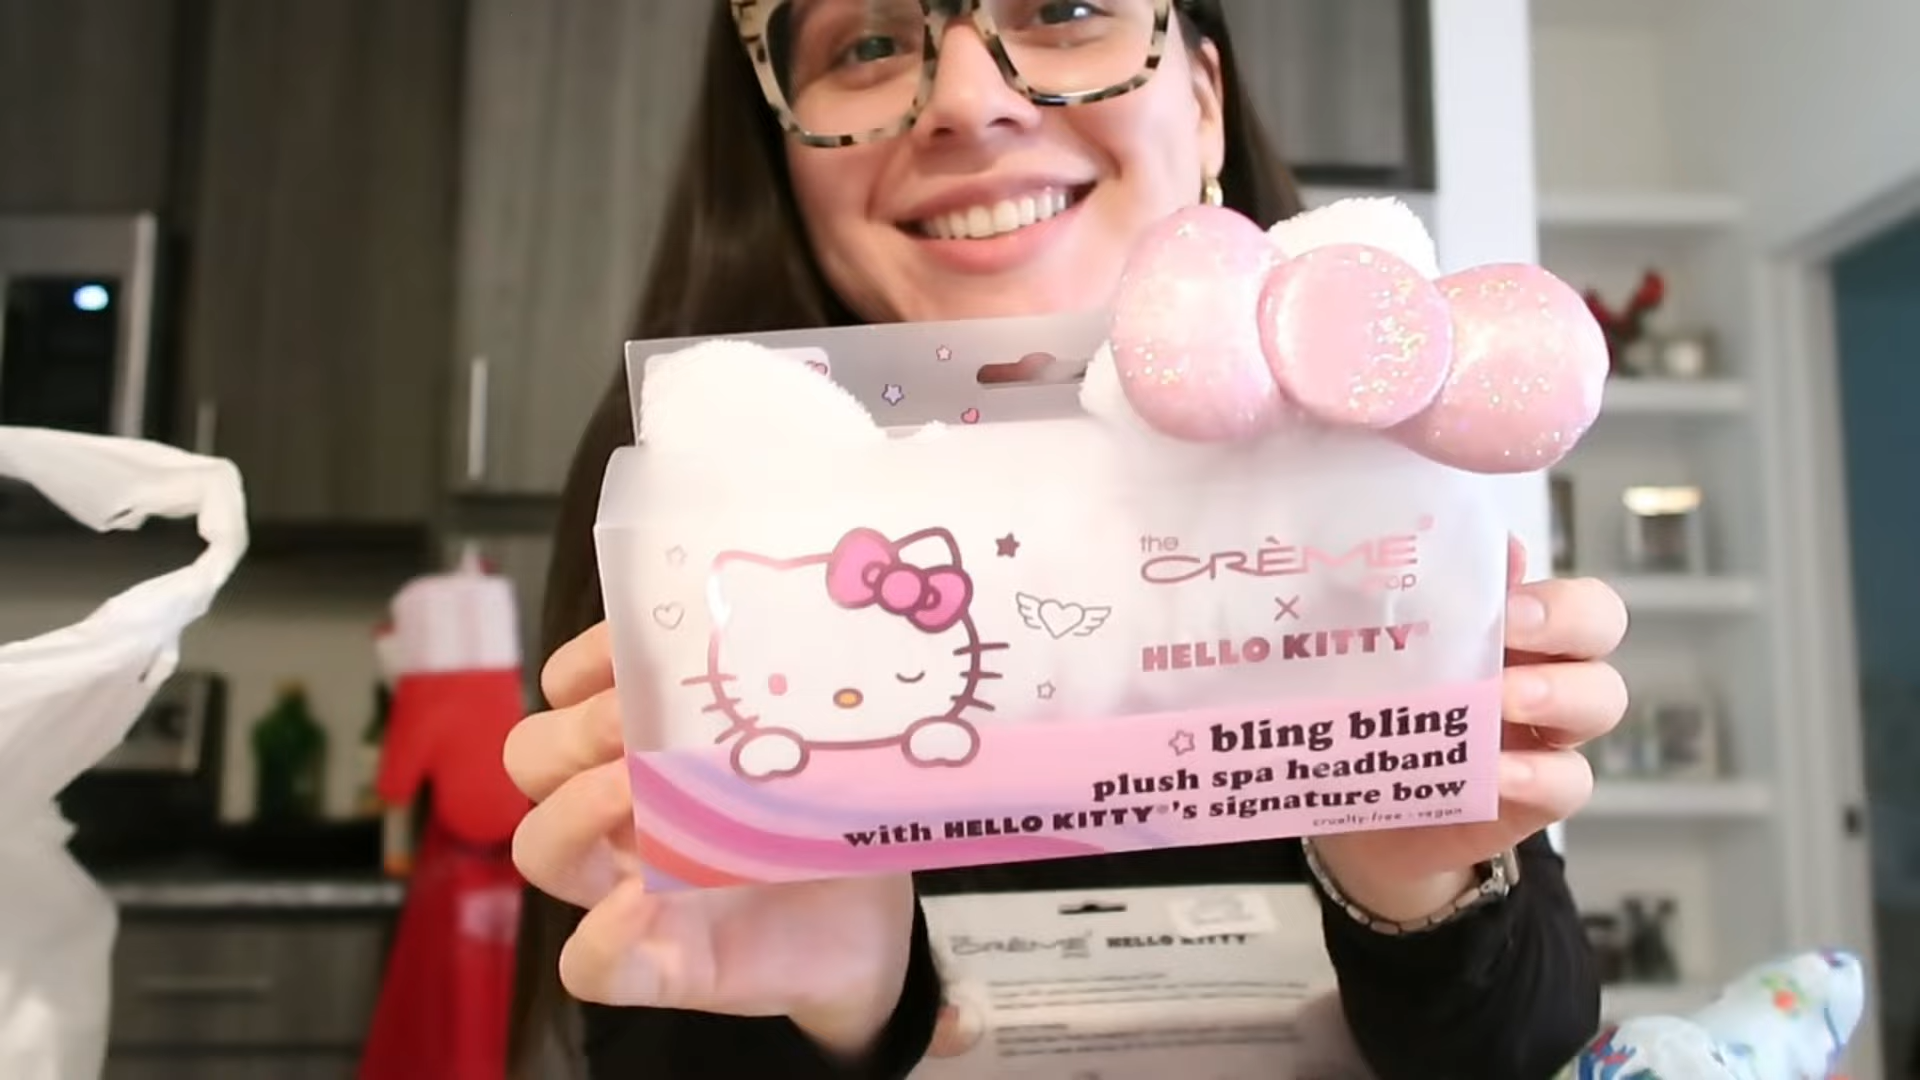 the
CRÈME
shop
X
HELLO KITTY®
bling bling
plush spa headband
with HELLO KITTY®'s signature bow
cruelty-free · vegan
CRÈME HELLO KITTY